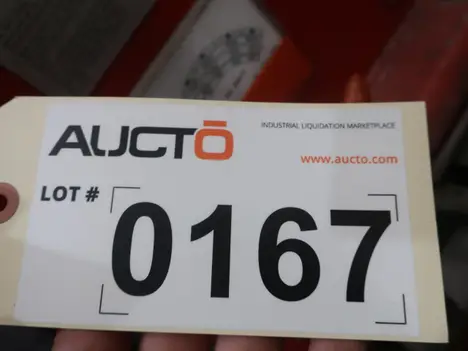 AUCTŌ
INDUSTRIAL LIQUIDATION MARKETPLACE
www.aucto.com
LOT # 0167